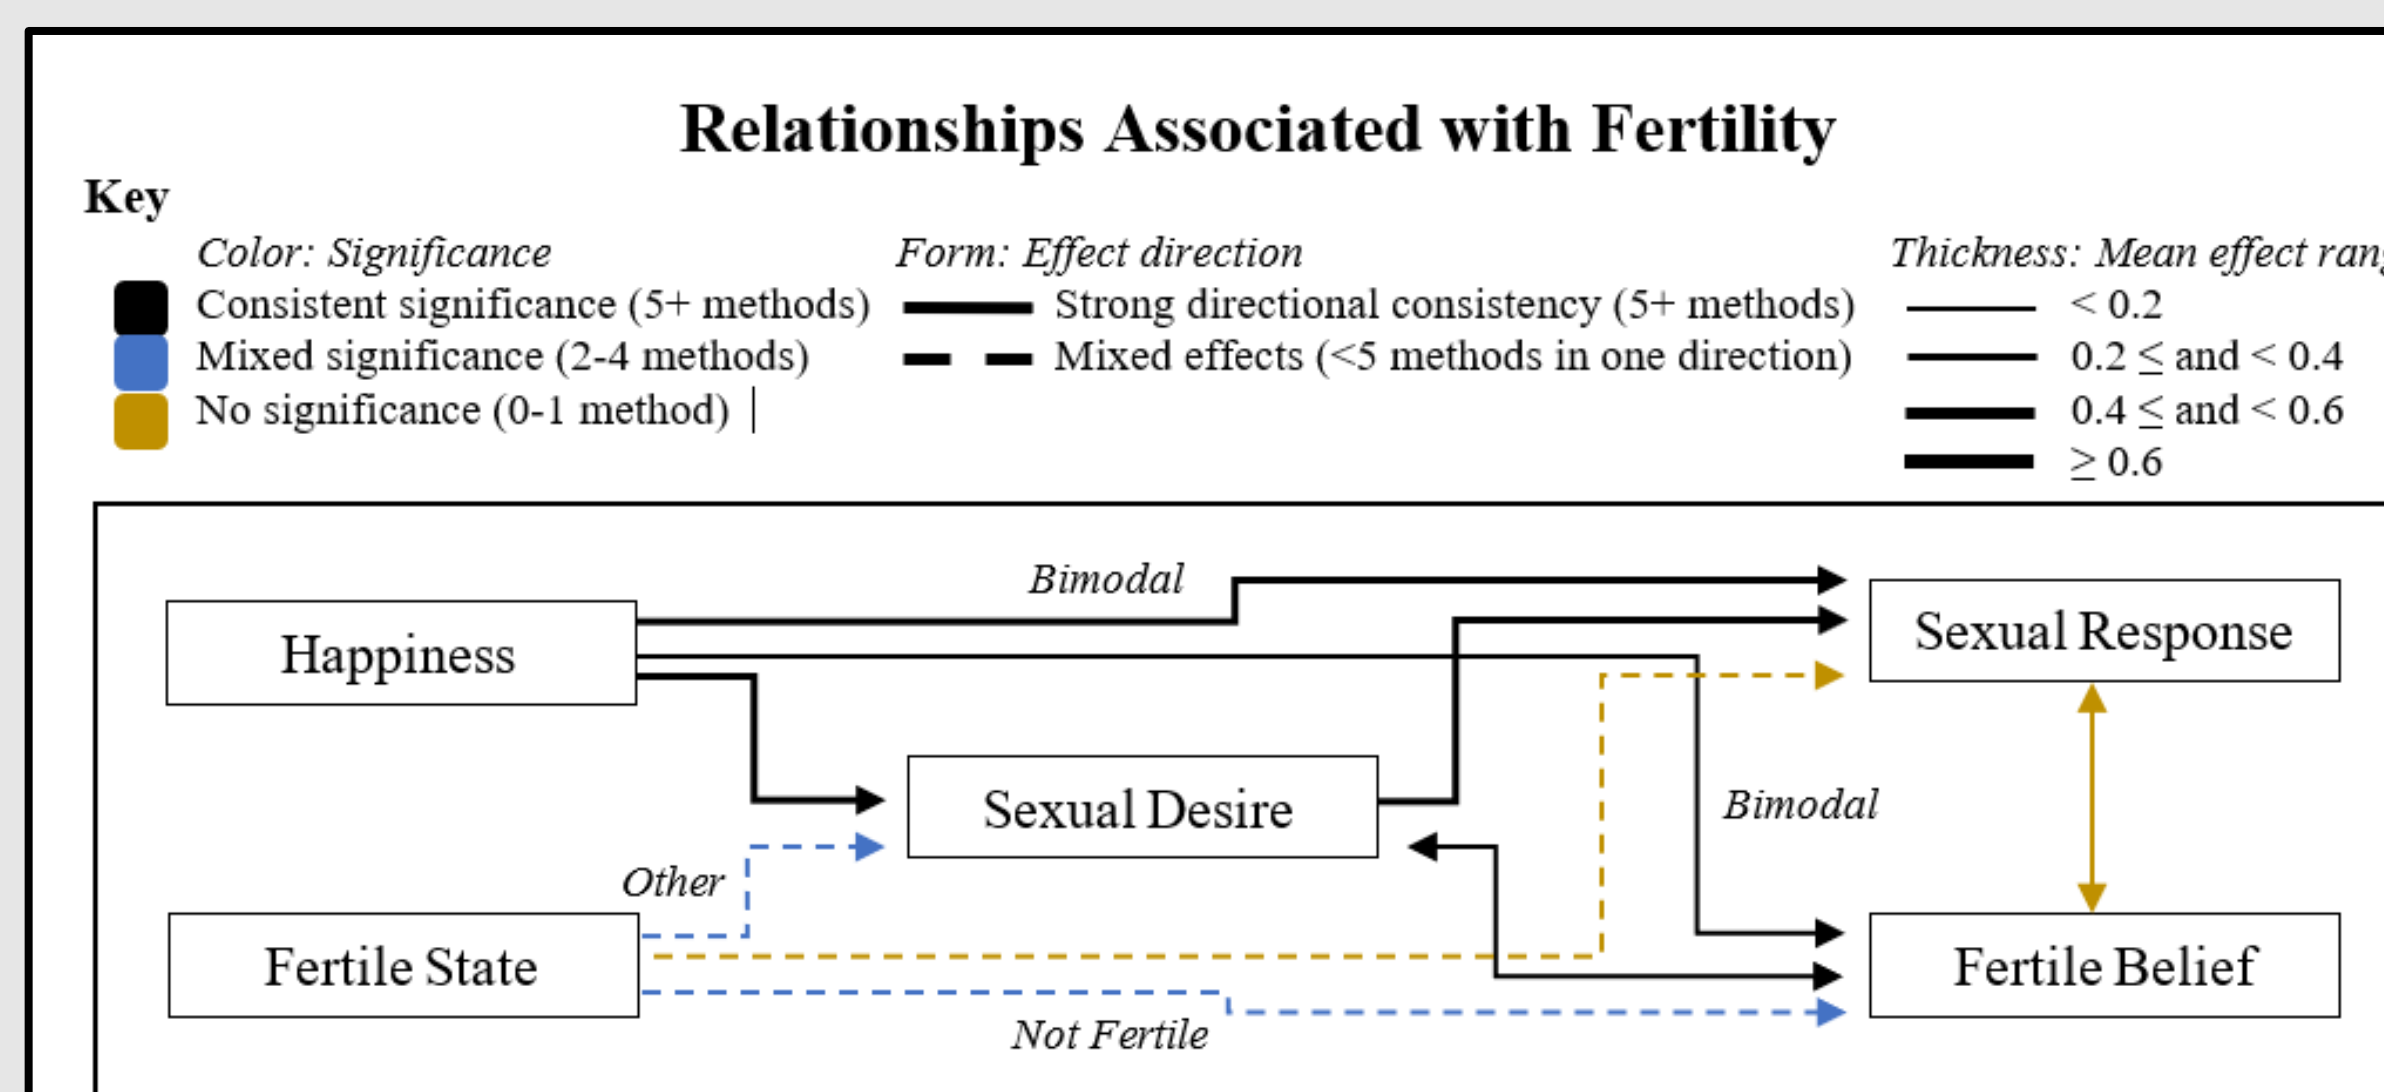 Relationships Associated with Fertility
Key
Color: Significance
Consistent significance (5+ methods)
Mixed significance (2-4 methods)
No significance (0-1 method)
Form: Effect direction
Strong directional consistency (5+ methods)
Mixed effects (<5 methods in one direction)
Thickness: Mean effect
< 0.2
0.2 ≤ and < 0.4
0.4 ≤ and < 0.6
≥ 0.6
Bimodal
Happiness
Sexual Response
Sexual Desire
Bimodal
Other
Fertile State
Fertile Belief
Not Fertile